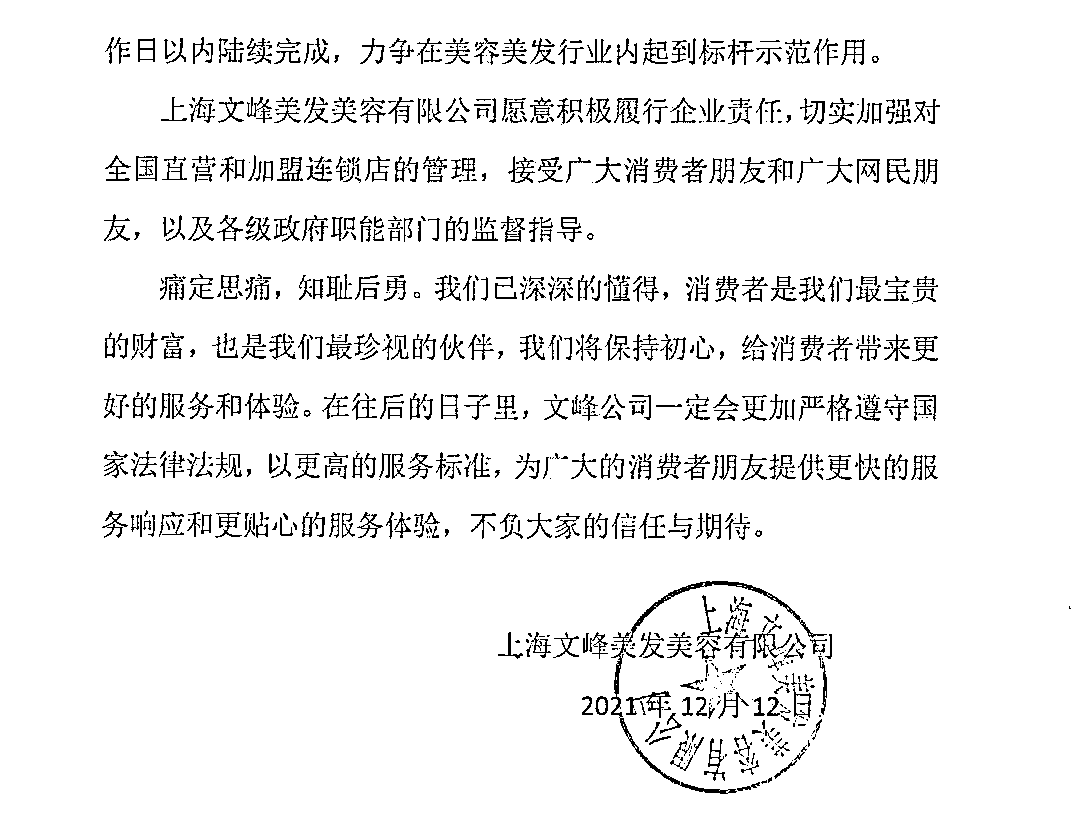 作日以内陆续完成，力争在美容美发行业内起到标杆示范作用。
上海文峰美发美容有限公司愿意积极履行企业责任，切实加强对
全国直营和加盟连锁店的管理，接受广大消费者朋友和广大网民朋
友，以及各级政府职能部门的监督指导。
痛定思痛，知耻后勇。我们已深深的懂得，消费者是我们最宝贵
的财富，也是我们最珍视的伙伴，我们将保持初心，给消费者带来更
好的服务和体验。在往后的日子里，文峰公司一定会更加严格遵守国
家法律法规，以更高的服务标准，为广大的消费者朋友提供更快的服
务响应和更贴心的服务体验，不负大家的信任与期待。
上海文峰美发美容有限公司
2021年12月12日
上海文峰美发美容有限公司